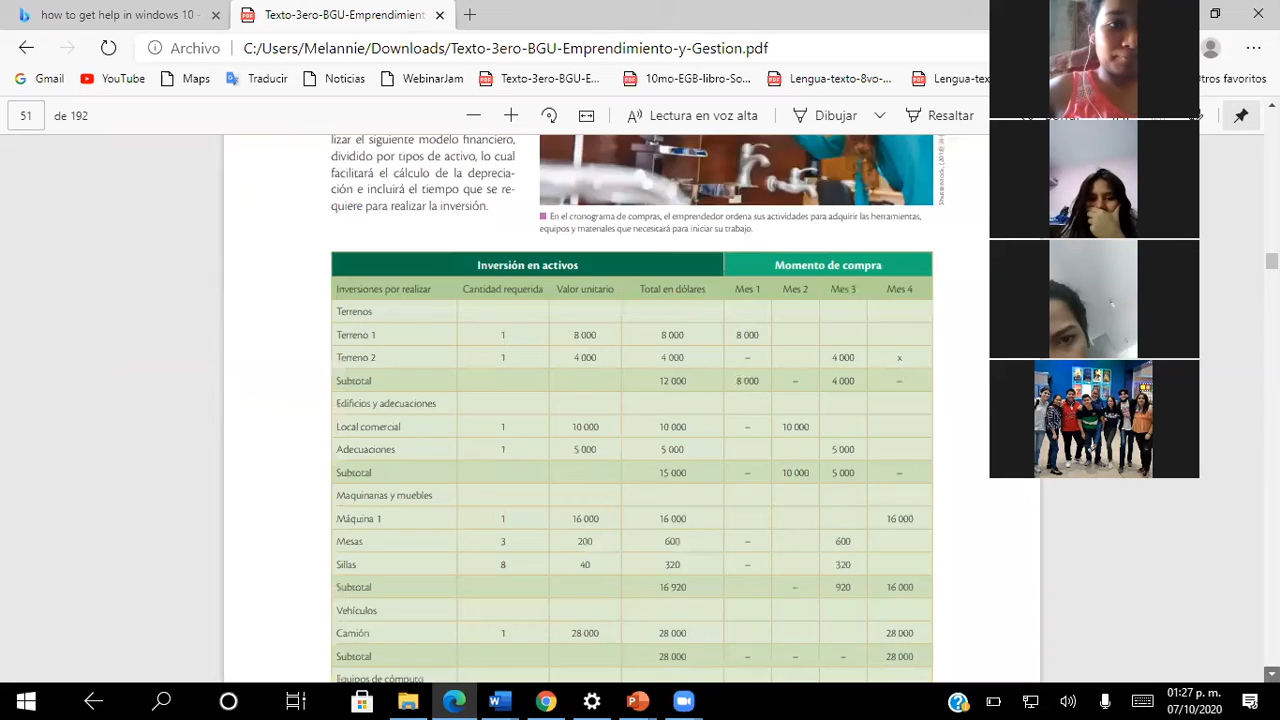 how to get help in windows 10 -
Texto-3ero-BGU-Emprendimiento-
Archivo
C:/Users/Melannie/Downloads/Texto-3ero-BGU-Emprendimiento-y-Gestion.pdf
Gmail YouTube Maps Traducir Noticias WebinarJam Texto-3ero-BGU-E... 10mo-EGB-libro-So... Lengua-texto-8vo-... Otros favoritos
51 de 192 Lectura en voz alta Dibujar Resaltar
lizar el siguiente modelo financiero,
dividido por tipos de activo, lo cual
facilitará el cálculo de la deprecia-
ción e incluirá el tiempo que se re-
quiere para realizar la inversión.
En el cronograma de compras, el emprendedor ordena sus actividades para adquirir las herramientas,
equipos y materiales que necesitará para iniciar su trabajo.
Inversión en activos Momento de compra
Inversiones por realizar Cantidad requerida Valor unitario Total en dólares Mes 1 Mes 2 Mes 3 Mes 4
Terrenos
Terreno 1 1 8 000 8 000 8 000
Terreno 2 1 4 000 4 000 – 4 000 x
Subtotal 12 000 8 000 – 4 000 –
Edificios y adecuaciones
Local comercial 1 10 000 10 000 – 10 000
Adecuaciones 1 5 000 5 000 5 000
Subtotal 15 000 – 10 000 5 000 –
Maquinarias y muebles
Máquina 1 1 16 000 16 000 16 000
Mesas 3 200 600 – 600
Sillas 8 40 320 – 320
Subtotal 16 920 – 920 16 000
Vehículos
Camión 1 28 000 28 000 28 000
Subtotal 28 000 – – – 28 000
Equipos de cómputo
01:27 p. m.
07/10/2020